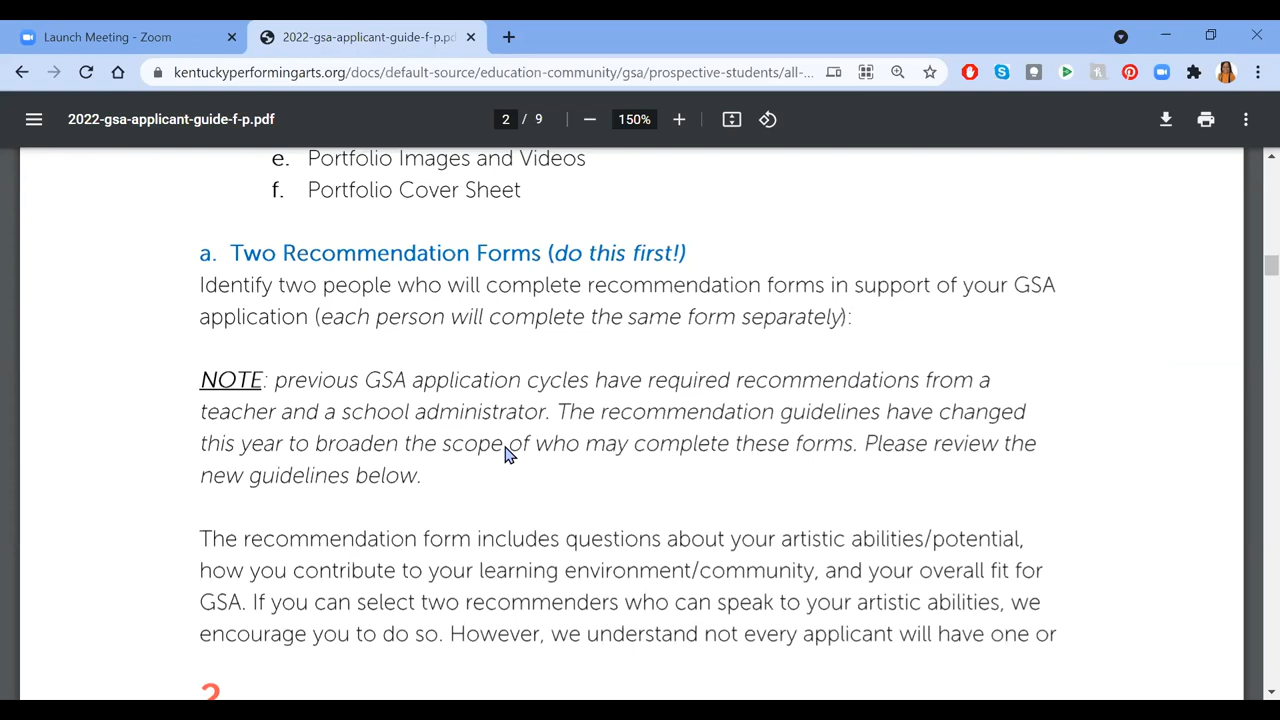 Launch Meeting - Zoom
2022-gsa-applicant-guide-f-p.pd
kentuckyperformingarts.org/docs/default-source/education-community/gsa/prospective-students/all-...
2022-gsa-applicant-guide-f-p.pdf
2 / 9
150%
e. Portfolio Images and Videos
f. Portfolio Cover Sheet
a. Two Recommendation Forms (do this first!)
Identify two people who will complete recommendation forms in support of your GSA
application (each person will complete the same form separately):
NOTE: previous GSA application cycles have required recommendations from a
teacher and a school administrator. The recommendation guidelines have changed
this year to broaden the scope of who may complete these forms. Please review the
new guidelines below.
The recommendation form includes questions about your artistic abilities/potential,
how you contribute to your learning environment/community, and your overall fit for
GSA. If you can select two recommenders who can speak to your artistic abilities, we
encourage you to do so. However, we understand not every applicant will have one or
2